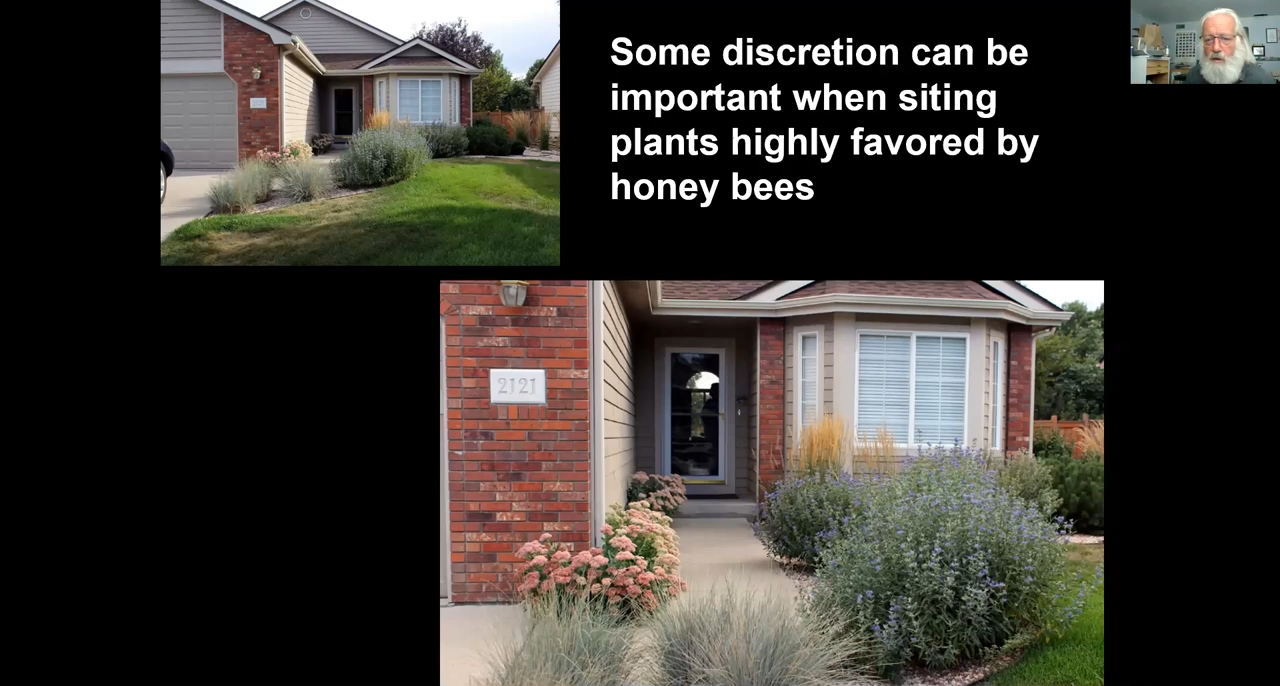 Some discretion can be
important when siting
plants highly favored by
honey bees
2121